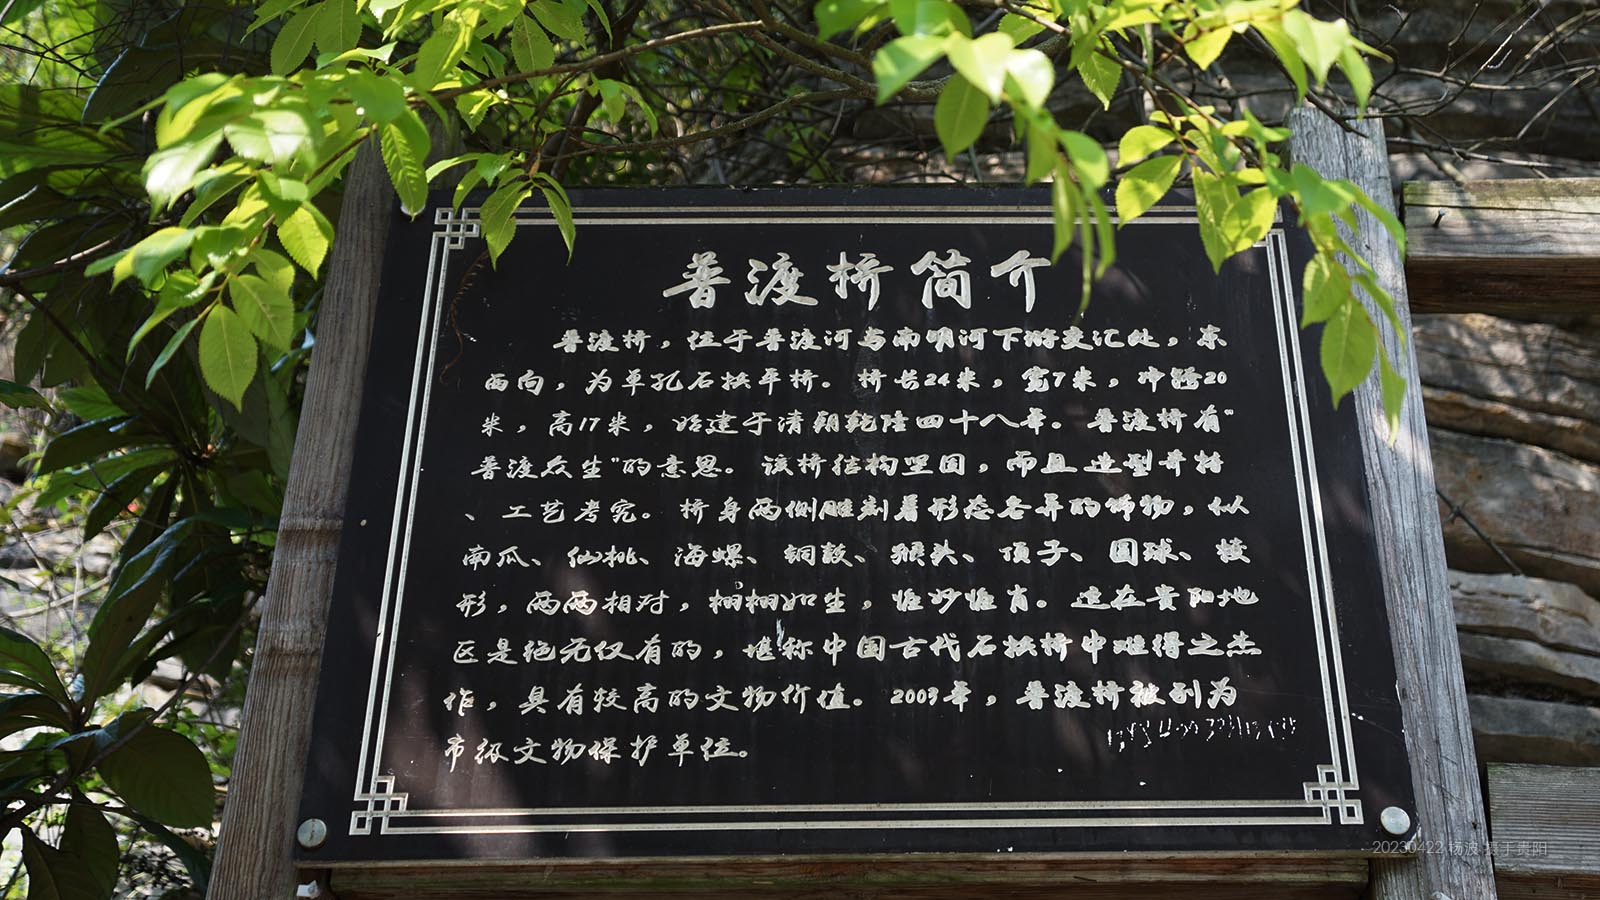 普渡桥简介
普渡桥，位于普渡河与南明河下游交汇处，东
西向，为单孔石拱平桥。桥长24米，宽7米，冲跨20
米，高17米，始建于清朝乾隆四十八年。普渡桥有“
普渡众生”的意思。该桥结构坚固，而且造型奇特
、工艺考究。桥身两侧雕刻着形态各异的饰物，似
南瓜、仙桃、海螺、铜鼓、猴头、顶子、圆球、棱
形，两两相对，栩栩如生，惟妙惟肖。这在贵阳地
区是绝无仅有的，堪称中国古代石拱桥中难得之杰
作，具有较高的文物价值。2003年，普渡桥被列为
市级文物保护单位。
20230422 杨波 摄于贵阳